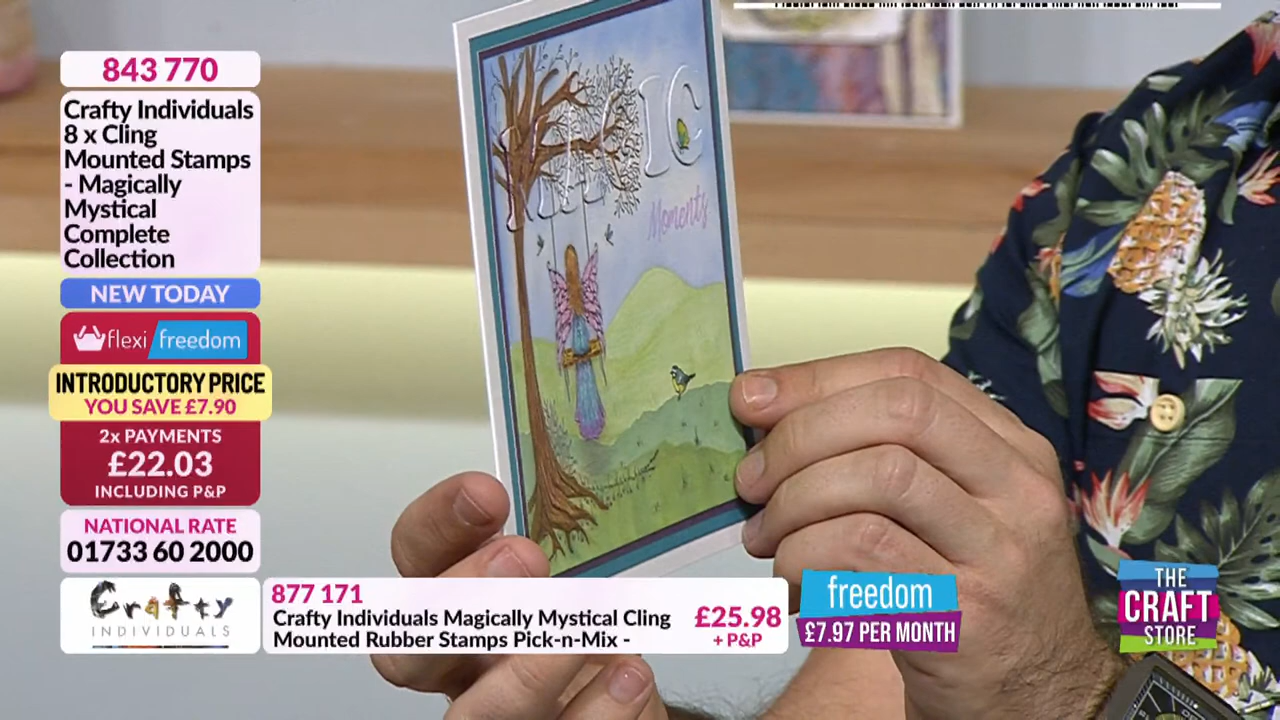 843 770
Crafty Individuals
8 x Cling
Mounted Stamps
- Magically
Mystical
Complete
Collection
NEW TODAY
flexi freedom
INTRODUCTORY PRICE
YOU SAVE £7.90
2x PAYMENTS
£22.03
INCLUDING P&P
NATIONAL RATE
01733 60 2000
Crafty
INDIVIDUALS
877 171
Crafty Individuals Magically Mystical Cling
Mounted Rubber Stamps Pick-n-Mix -
£25.98
+ P&P
freedom
£7.97 PER MONTH
THE
CRAFT
STORE
MAGIC
Moments